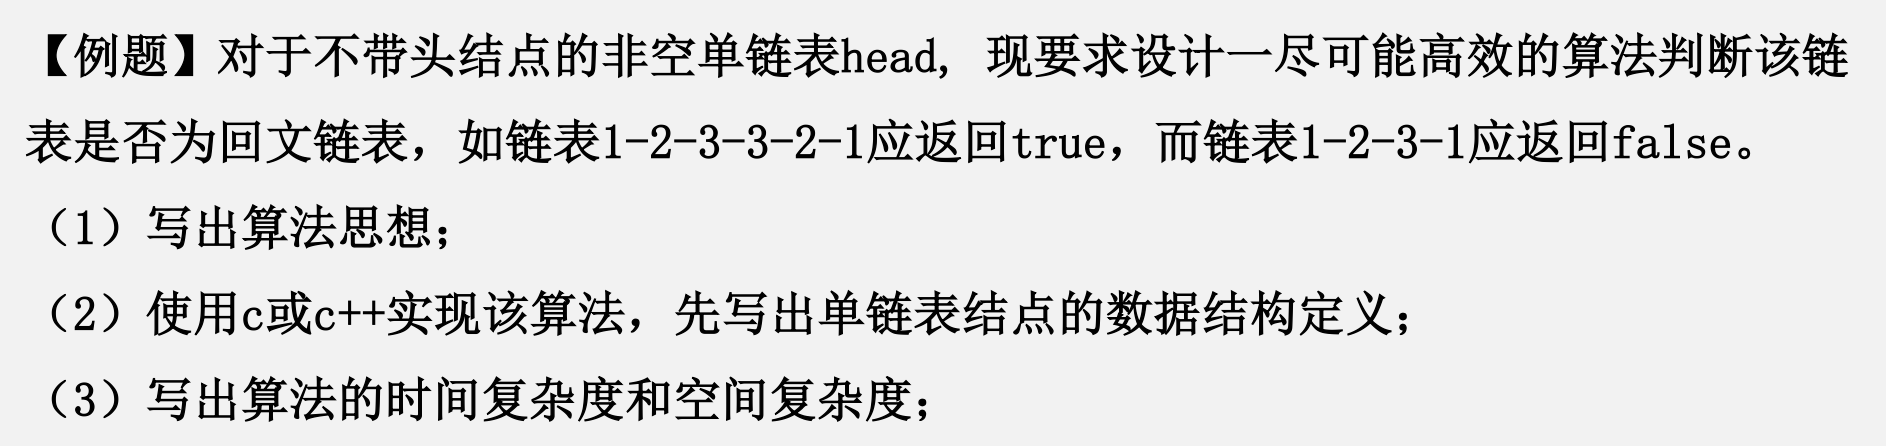 【例题】对于不带头结点的非空单链表head, 现要求设计一尽可能高效的算法判断该链
表是否为回文链表，如链表1-2-3-3-2-1应返回true，而链表1-2-3-1应返回false。
（1）写出算法思想；
（2）使用c或c++实现该算法，先写出单链表结点的数据结构定义；
（3）写出算法的时间复杂度和空间复杂度；